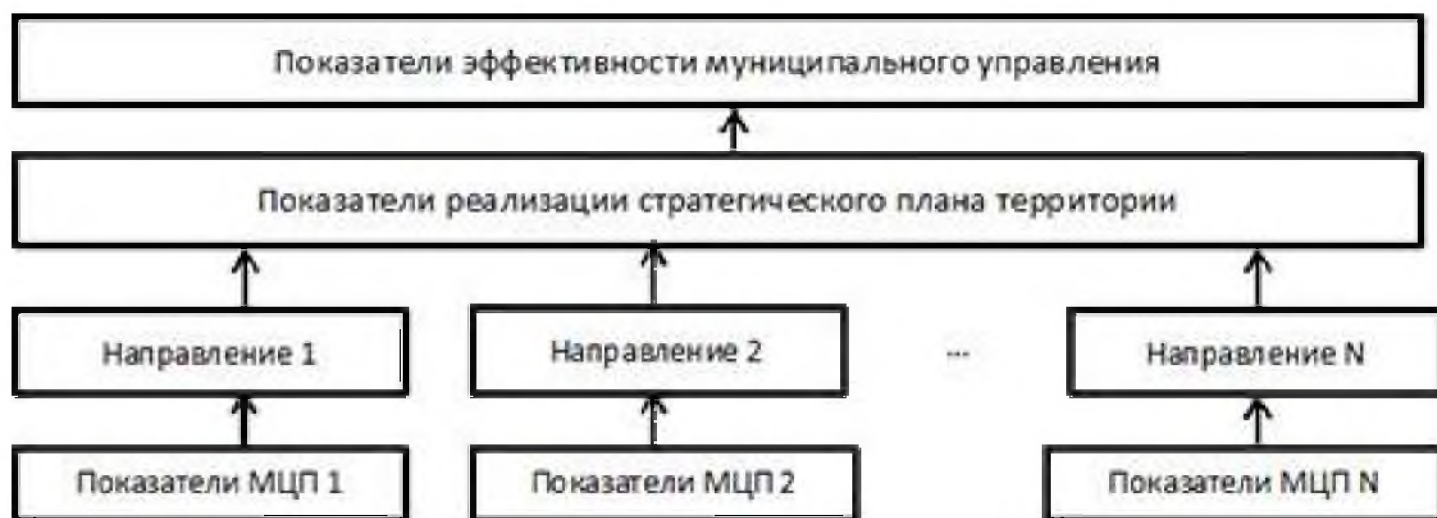 Показатели эффективности муниципального управления
Показатели реализации стратегического плана территории
Направление 1
Направление 2
...
Направление N
Показатели МЦП 1
Показатели МЦП 2
Показатели МЦП N